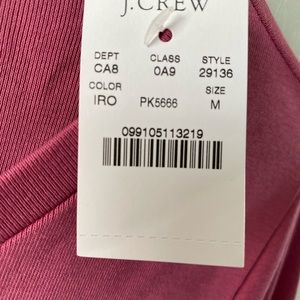 J.CREW
DEPT CLASS STYLE
CA8 0A9 29136
COLOR SIZE
IRO PK5666 M
099105113219